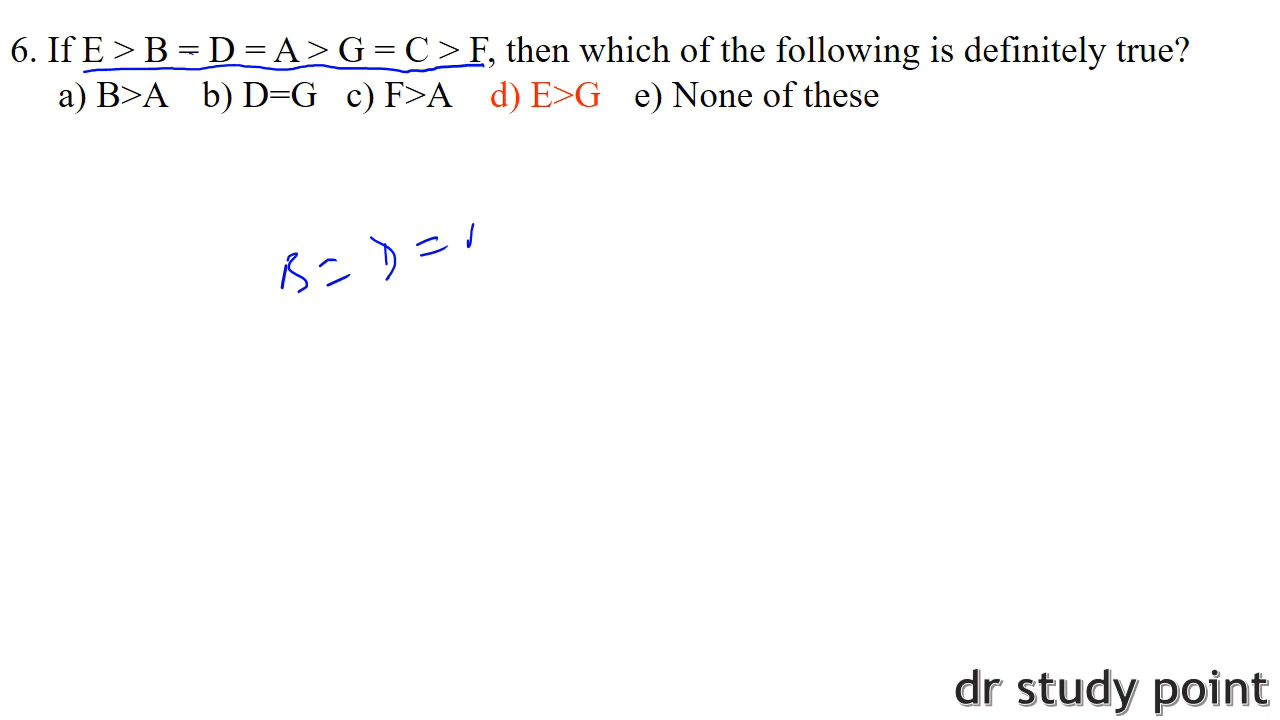 6. If E > B = D = A > G = C > F, then which of the following is definitely true?
a) B>A b) D=G c) F>A d) E>G e) None of these
B = D =
dr study point